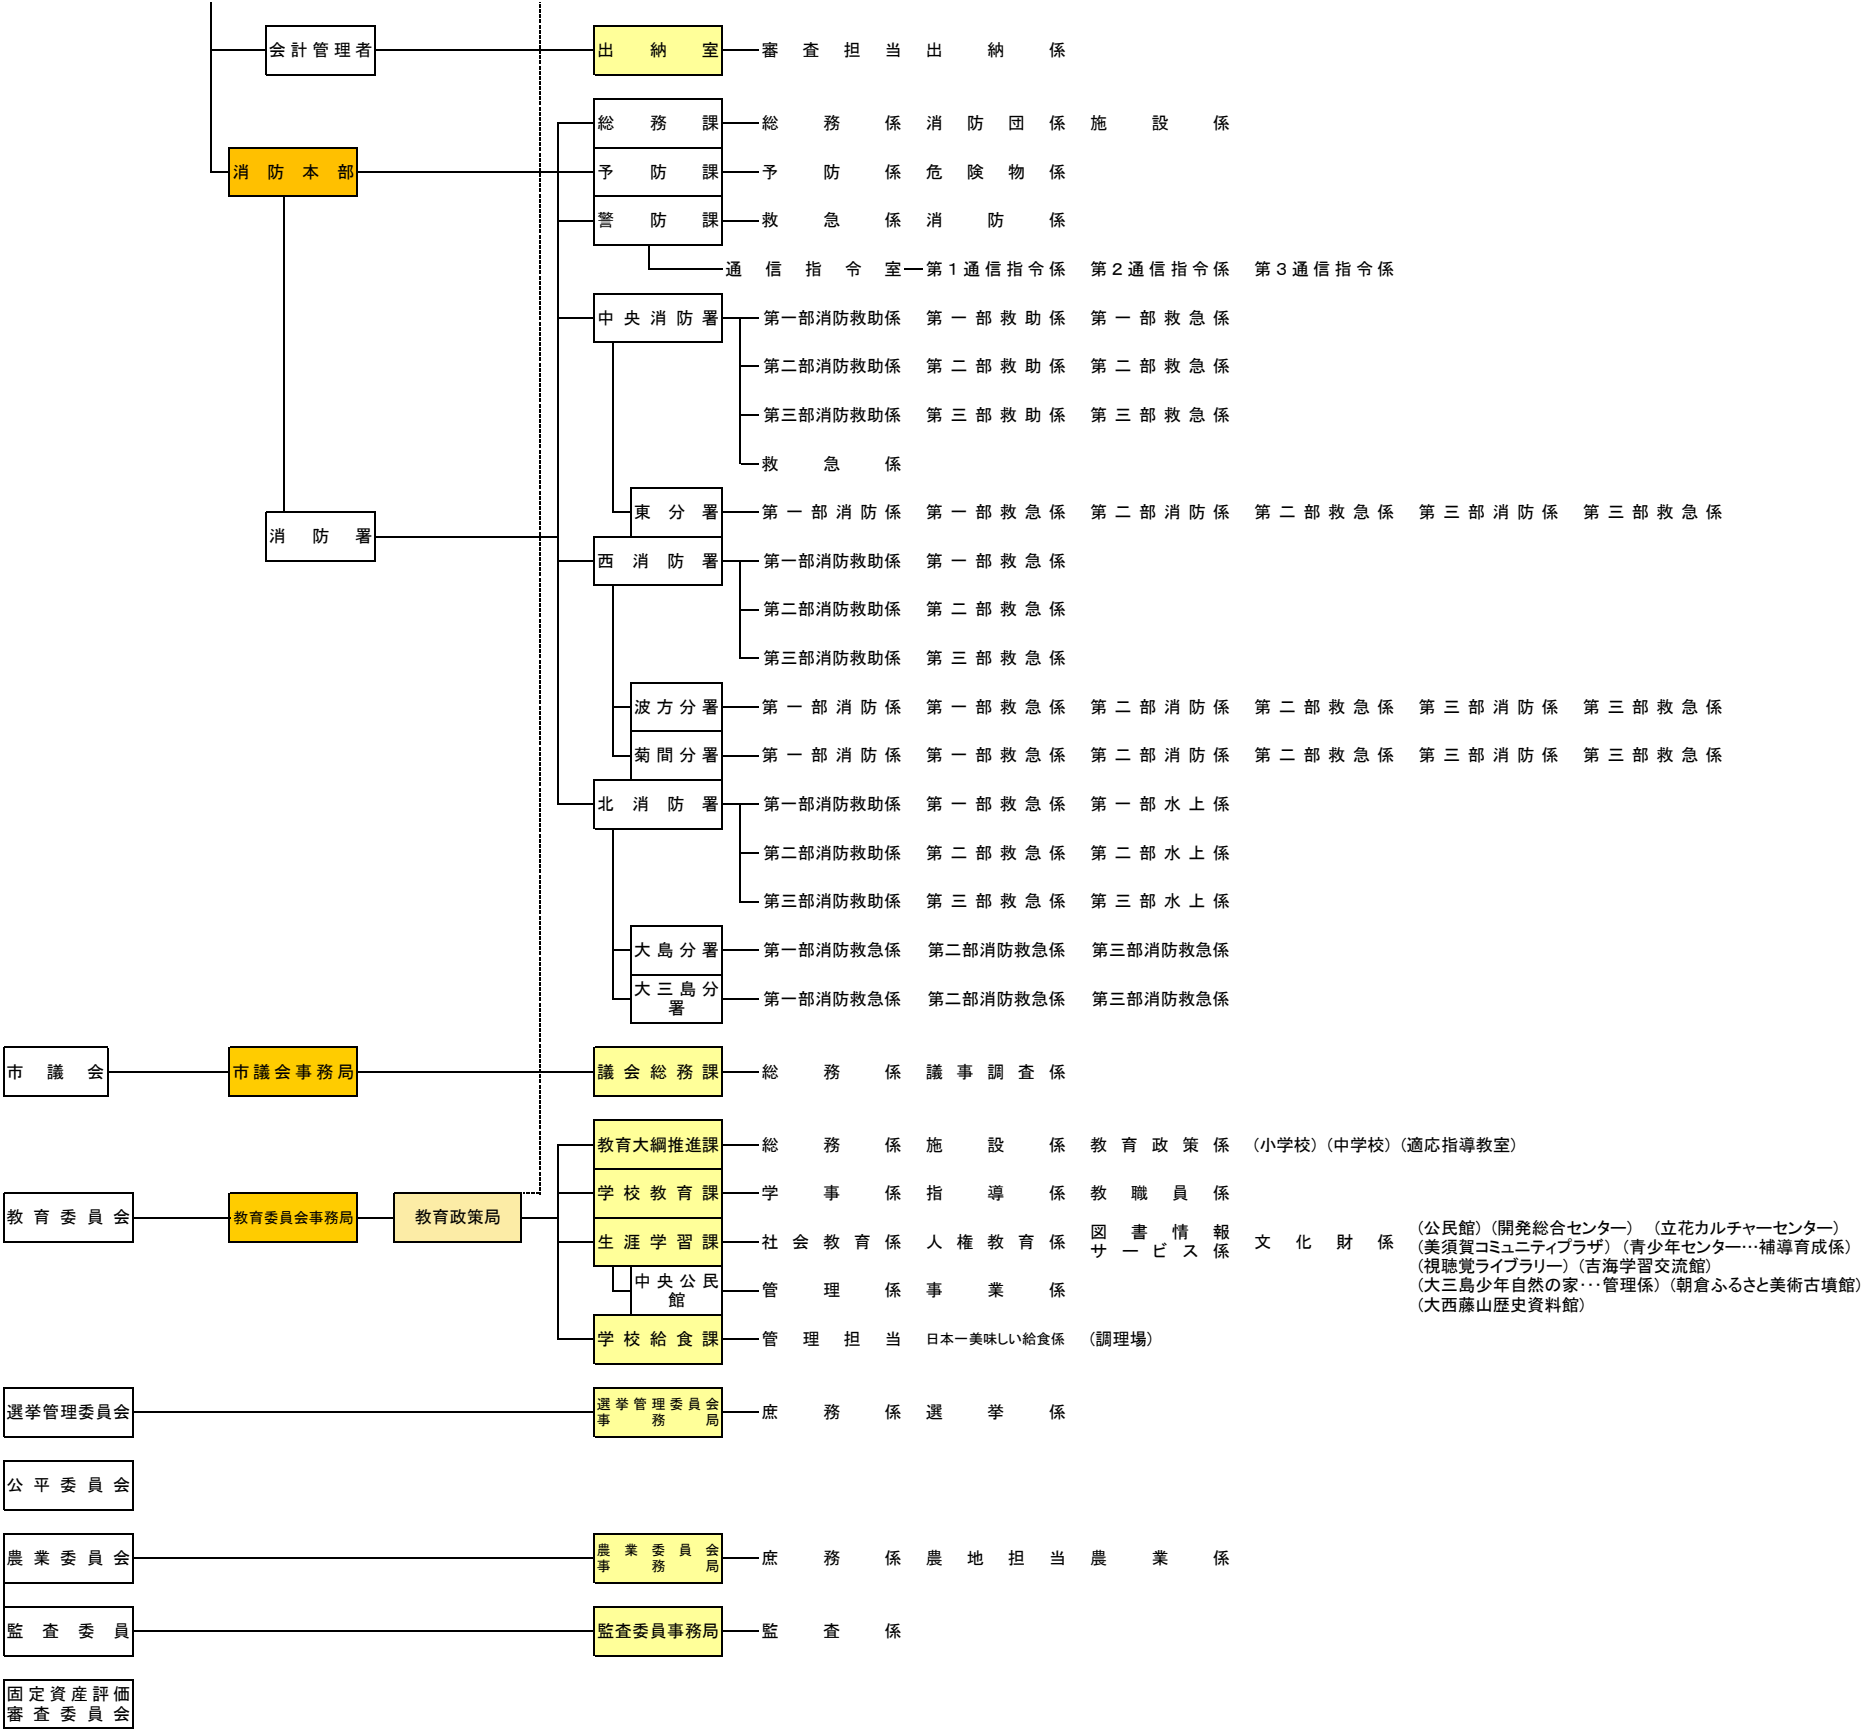 会計管理者 出納室 審査担当 出納係
総務課 総務係 消防団係 施設係
消防本部 予防課 予防係 危険物係
警防課 救急係 消防係
通信指令室 第1通信指令係 第2通信指令係 第3通信指令係
中央消防署 第一部消防救助係 第一部救助係 第一部救急係
第二部消防救助係 第二部救助係 第二部救急係
第三部消防救助係 第三部救助係 第三部救急係
救急係
東分署 第一部消防係 第一部救急係 第二部消防係 第二部救急係 第三部消防係 第三部救急係
消防署
西消防署 第一部消防救助係 第一部救急係
第二部消防救助係 第二部救急係
第三部消防救助係 第三部救急係
波方分署 第一部消防係 第一部救急係 第二部消防係 第二部救急係 第三部消防係 第三部救急係
菊間分署 第一部消防係 第一部救急係 第二部消防係 第二部救急係 第三部消防係 第三部救急係
北消防署 第一部消防救助係 第一部救急係 第一部水上係
第二部消防救助係 第二部救急係 第二部水上係
第三部消防救助係 第三部救急係 第三部水上係
大島分署 第一部消防救急係 第二部消防救急係 第三部消防救急係
大三島分
署 第一部消防救急係 第二部消防救急係 第三部消防救急係
市議会 市議会事務局 議会総務課 総務係 議事調査係
教育大綱推進課 総務係 施設係 教育政策係 (小学校)(中学校)(適応指導教室)
学校教育課 学事係 指導係 教職員係
教育委員会 教育委員会事務局 教育政策局
生涯学習課 社会教育係 人権教育係
図書情報
サービス係
文化財係
(公民館)(開発総合センター) (立花カルチャーセンター)
(美須賀コミュニティプラザ) (青少年センター…補導育成係)
(視聴覚ライブラリー)(吉海学習交流館)
(大三島少年自然の家･･･管理係)(朝倉ふるさと美術古墳館)
(大西藤山歴史資料館)
中央公民
館 管理係 事業係
学校給食課 管理担当 日本一美味しい給食係 (調理場)
選挙管理委員会
選挙管理委員会
事務局
庶務係 選挙係
公平委員会
農業委員会
農業委員会
事務局
庶務係 農地担当 農業係
監査委員 監査委員事務局 監査係
固定資産評価
審査委員会